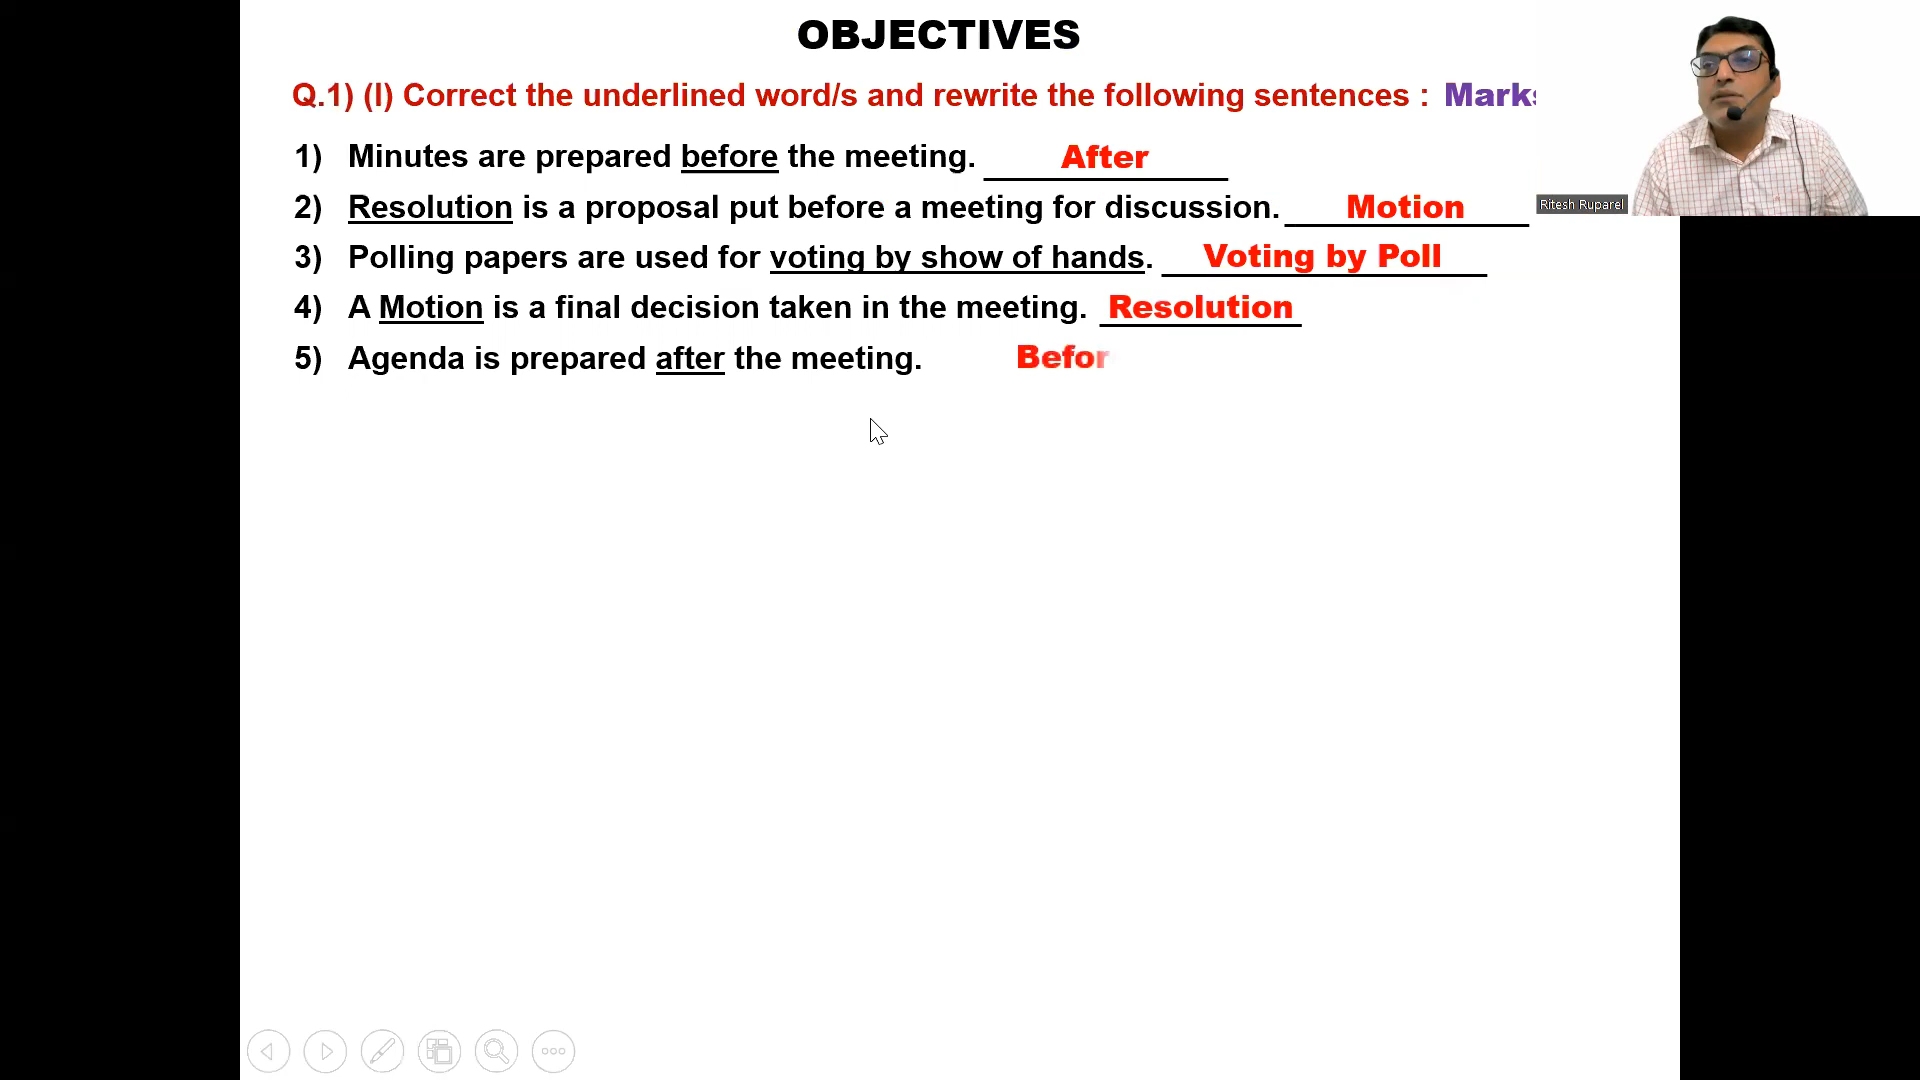 OBJECTIVES
Q.1) (I) Correct the underlined word/s and rewrite the following sentences : Marks
1) Minutes are prepared before the meeting. After
2) Resolution is a proposal put before a meeting for discussion. Motion
3) Polling papers are used for voting by show of hands. Voting by Poll
4) A Motion is a final decision taken in the meeting. Resolution
5) Agenda is prepared after the meeting. Befor
Ritesh Ruparel